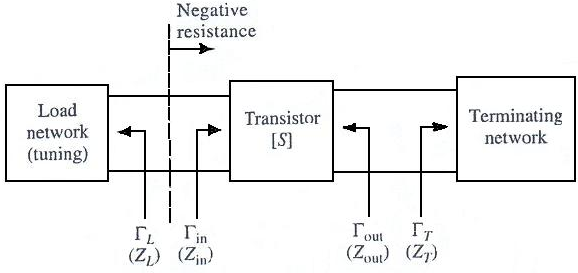 Negative
resistance
Load
network
(tuning)
Transistor
[S]
Terminating
network
Γ_L
(Z_L)
Γ_in
(Z_in)
Γ_out
(Z_out)
Γ_T
(Z_T)